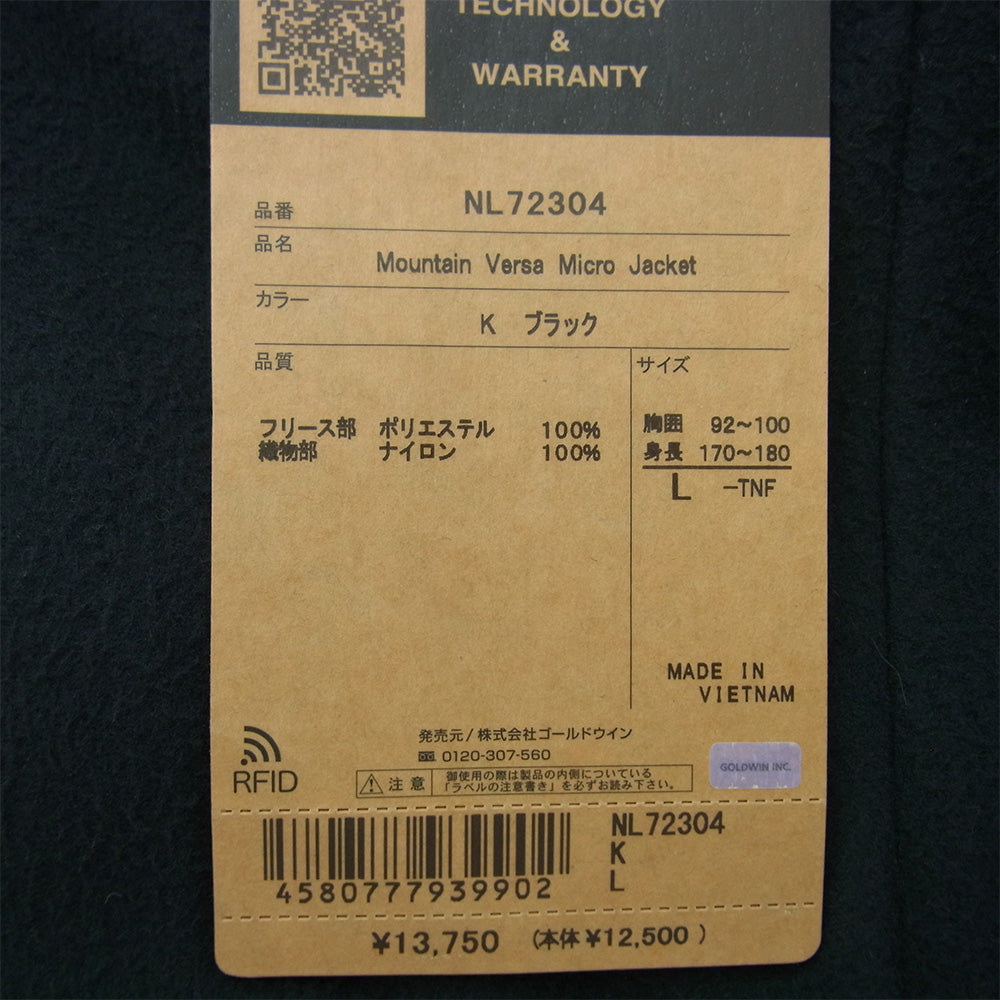 TECHNOLOGY
&
WARRANTY
品番 NL72304
品名 Mountain Versa Micro Jacket
カラー K ブラック
品質
フリース部 ポリエステル 100%
織物部 ナイロン 100%
サイズ
胸囲 92~100
身長 170~180
L -TNF
MADE IN
VIETNAM
RFID
発売元/株式会社ゴールドウイン
0120-307-560
GOLDWIN INC.
注意 御使用の際は製品の内側についている
「ラベルの注意書き」を必ずお読み下さい。
4580777939902
NL72304
K
L
¥13,750 (本体¥12,500 )